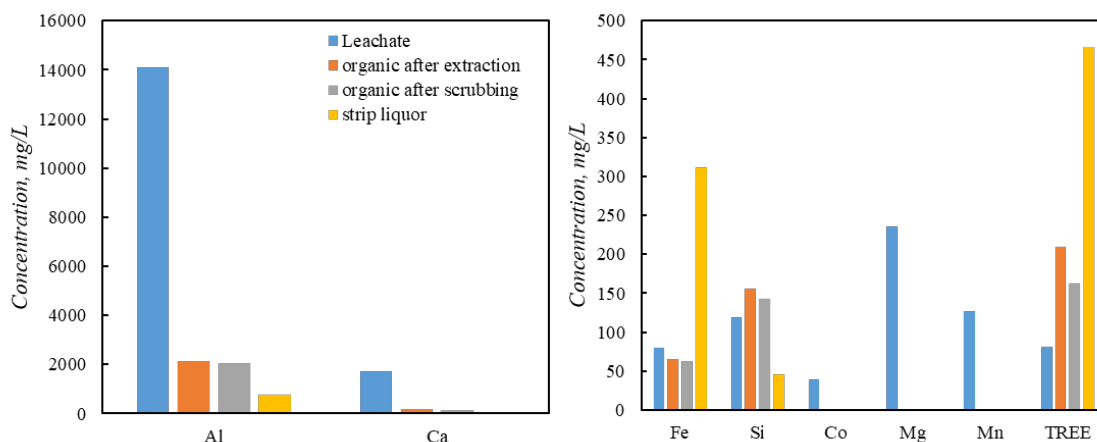 Concentration, mg/L
16000
14000
12000
10000
8000
6000
4000
2000
0
Leachate
organic after extraction
organic after scrubbing
strip liquor
Al Ca
Concentration, mg/L
500
450
400
350
300
250
200
150
100
50
0
Fe Si Co Mg Mn TREE